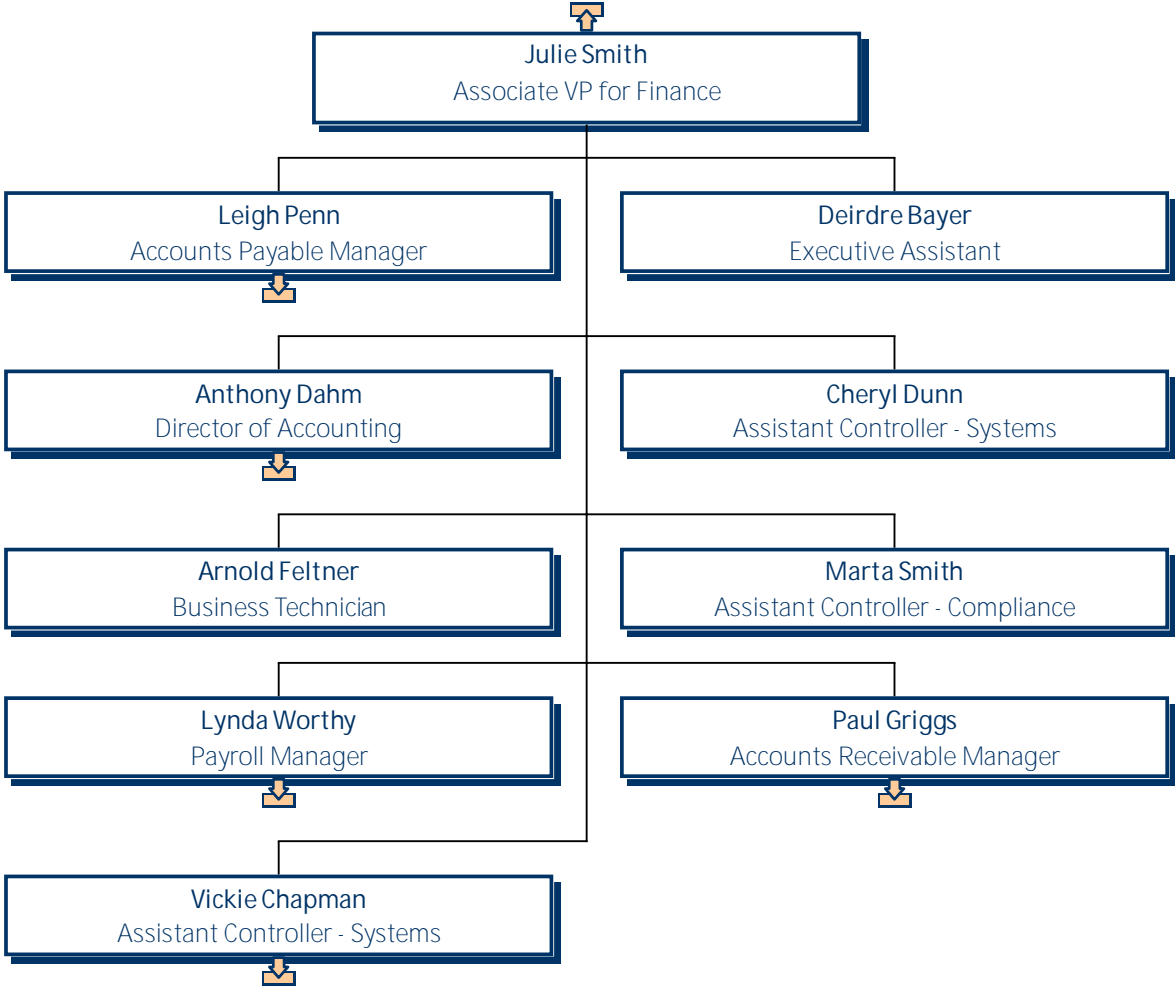 Julie Smith
Associate VP for Finance
Leigh Penn
Accounts Payable Manager
Deirdre Bayer
Executive Assistant
Anthony Dahm
Director of Accounting
Cheryl Dunn
Assistant Controller - Systems
Arnold Feltner
Business Technician
Marta Smith
Assistant Controller - Compliance
Lynda Worthy
Payroll Manager
Paul Griggs
Accounts Receivable Manager
Vickie Chapman
Assistant Controller - Systems